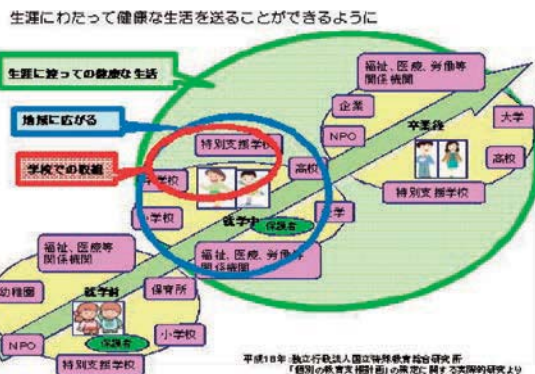 生涯にわたって健康な生活を送ることができるように
生涯に渡っての健康な生活
地域に広がる
学校での取組
福祉、医療、労働等
関係機関
企業
NPO
卒業後
大学
高校
特別支援学校
特別支援学校
高校
中学校
小学校
就学中
保護者
大学
福祉、医療、労働等
関係機関
福祉、医療等
関係機関
幼稚園
就学前
保育所
保護者
小学校
NPO
特別支援学校
平成18年 独立行政法人国立特殊教育総合研究所
「個別の教育支援計画」の策定に関する実際的研究より